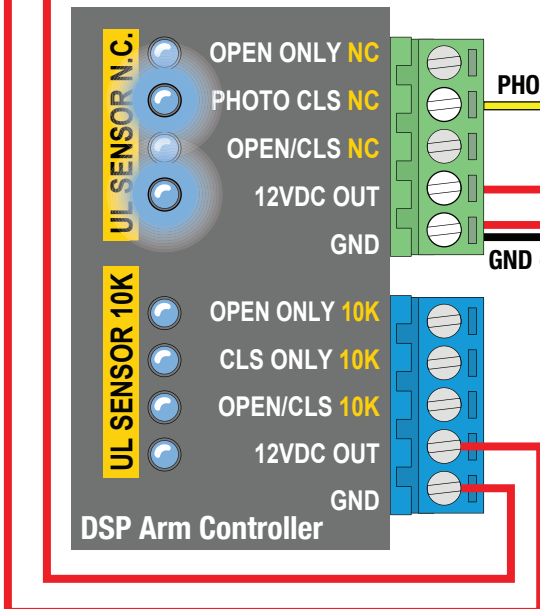 UL SENSOR N.C.
OPEN ONLY NC
PHOTO CLS NC
OPEN/CLS NC
12VDC OUT
GND
PHO
GND
UL SENSOR 10K
OPEN ONLY 10K
CLS ONLY 10K
OPEN/CLS 10K
12VDC OUT
GND
DSP Arm Controller